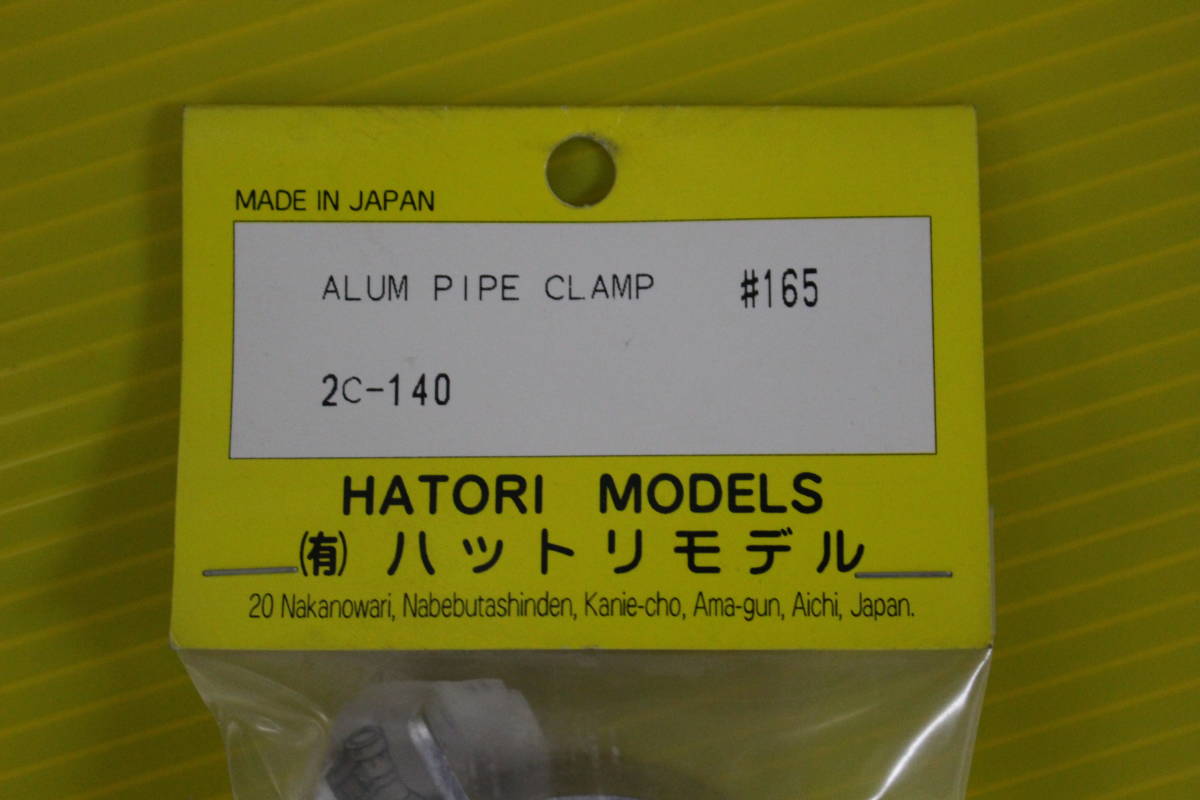 MADE IN JAPAN
ALUM PIPE CLAMP #165
2C-140
HATORI MODELS
(有) ハットリモデル
20 Nakanowari, Nabebutashinden, Kanie-cho, Ama-gun, Aichi, Japan.